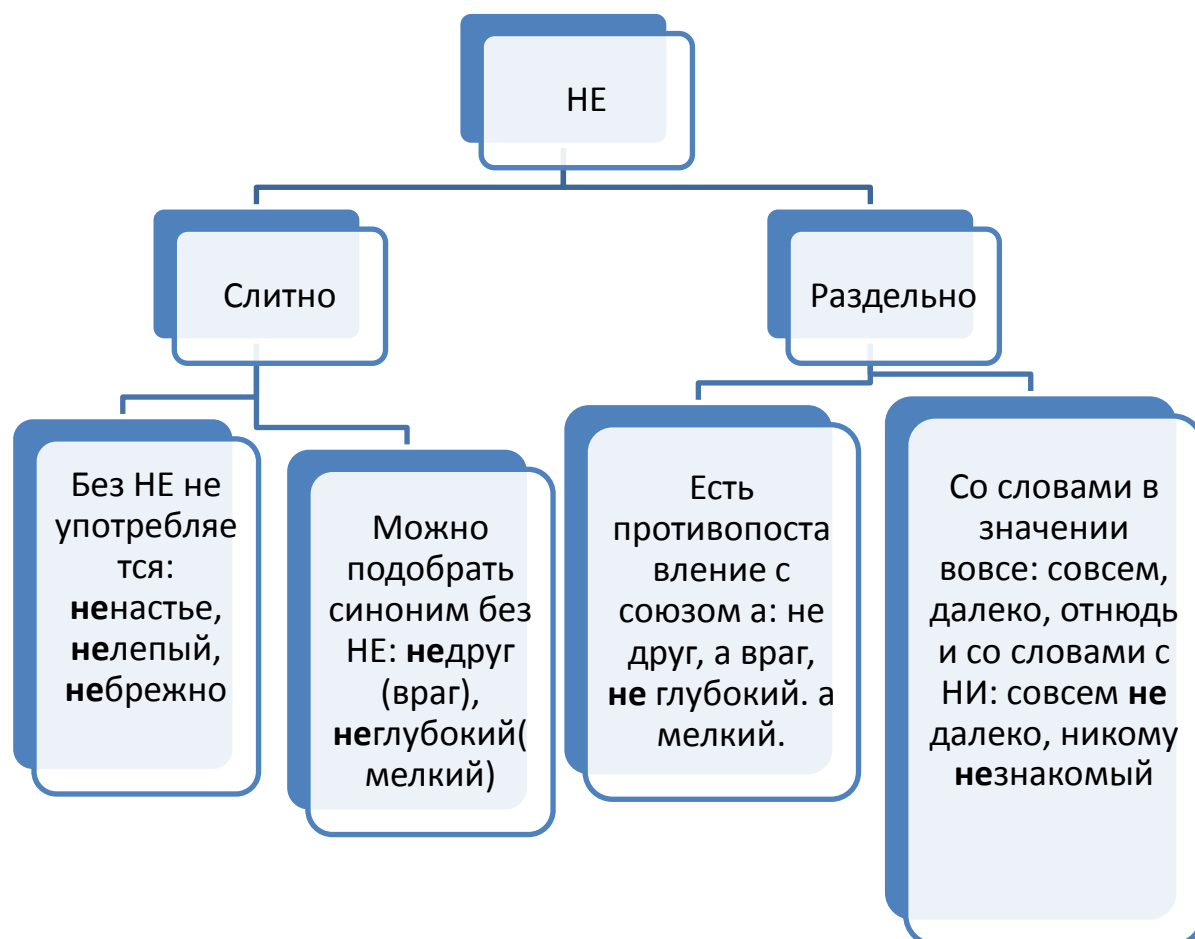 НЕ
Слитно
Раздельно
Без НЕ не
употребляе
тся:
ненастье,
нелепый,
небрежно
Можно
подобрать
синоним без
НЕ: недруг
(враг),
неглубокий(
мелкий)
Есть
противопоста
вление с
союзом а: не
друг, а враг,
не глубокий. а
мелкий.
Со словами в
значении
вовсе: совсем,
далеко, отнюдь
и со словами с
НИ: совсем не
далеко, никому
незнакомый